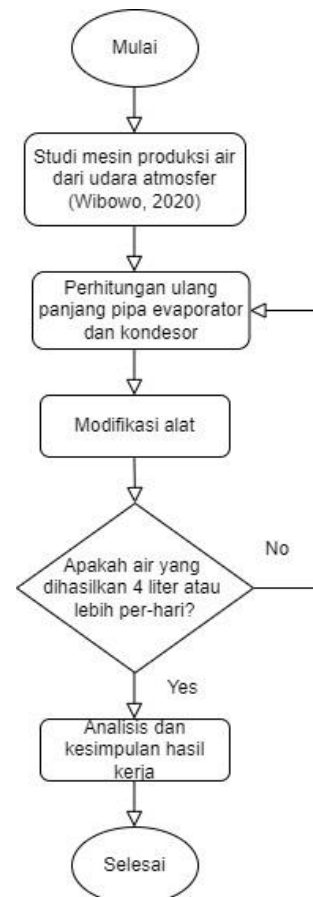 Mulai
Studi mesin produksi air
dari udara atmosfer
(Wibowo, 2020)
Perhitungan ulang
panjang pipa evaporator
dan kondesor
Modifikasi alat
Apakah air yang
dihasilkan 4 liter atau
lebih per-hari?
No
Yes
Analisis dan
kesimpulan hasil
kerja
Selesai